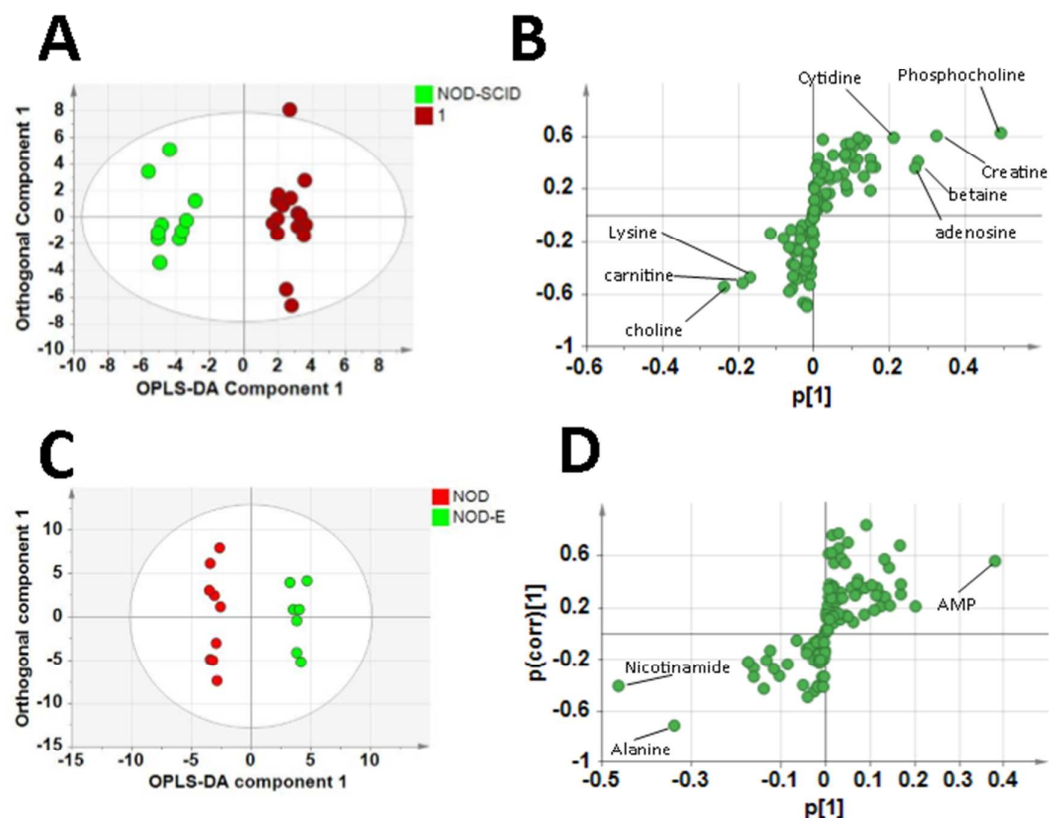 A
NOD-SCID
1
Orthogonal Component 1
8
6
4
2
0
-2
-4
-6
-8
-10
-10 -8 -6 -4 -2 0 2 4 6 8
OPLS-DA Component 1
B
Cytidine
Phosphocholine
Creatine
betaine
adenosine
Lysine
carnitine
choline
0.6
0.2
-0.2
-0.6
-1
-0.6 -0.4 -0.2 0 0.2 0.4
p[1]
C
NOD
NOD-E
Orthogonal component 1
10
5
0
-5
-10
-15
-15 -10 -5 0 5 10
OPLS-DA component 1
D
p(corr)[1]
0.6
0.2
-0.2
-0.6
-1
AMP
Nicotinamide
Alanine
-0.5 -0.4 -0.3 -0.2 -0.1 0 0.1 0.2 0.3 0.4
p[1]